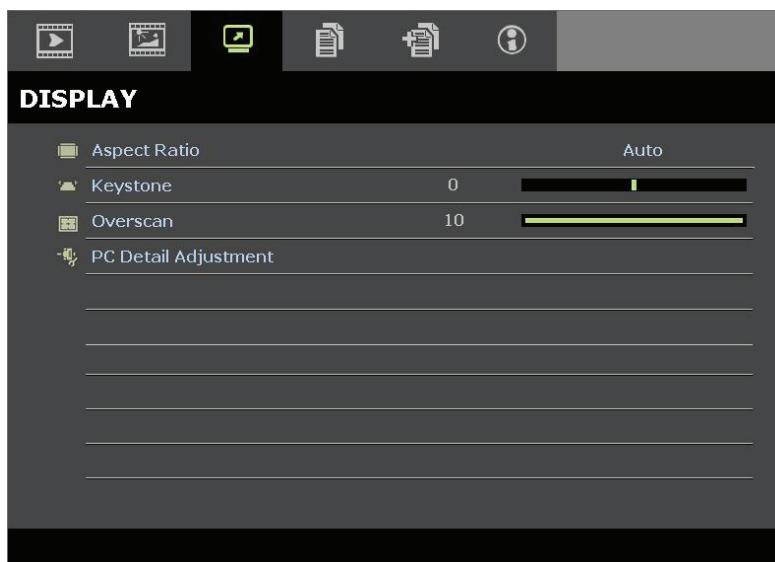 DISPLAY
Aspect Ratio Auto
Keystone 0
Overscan 10
PC Detail Adjustment